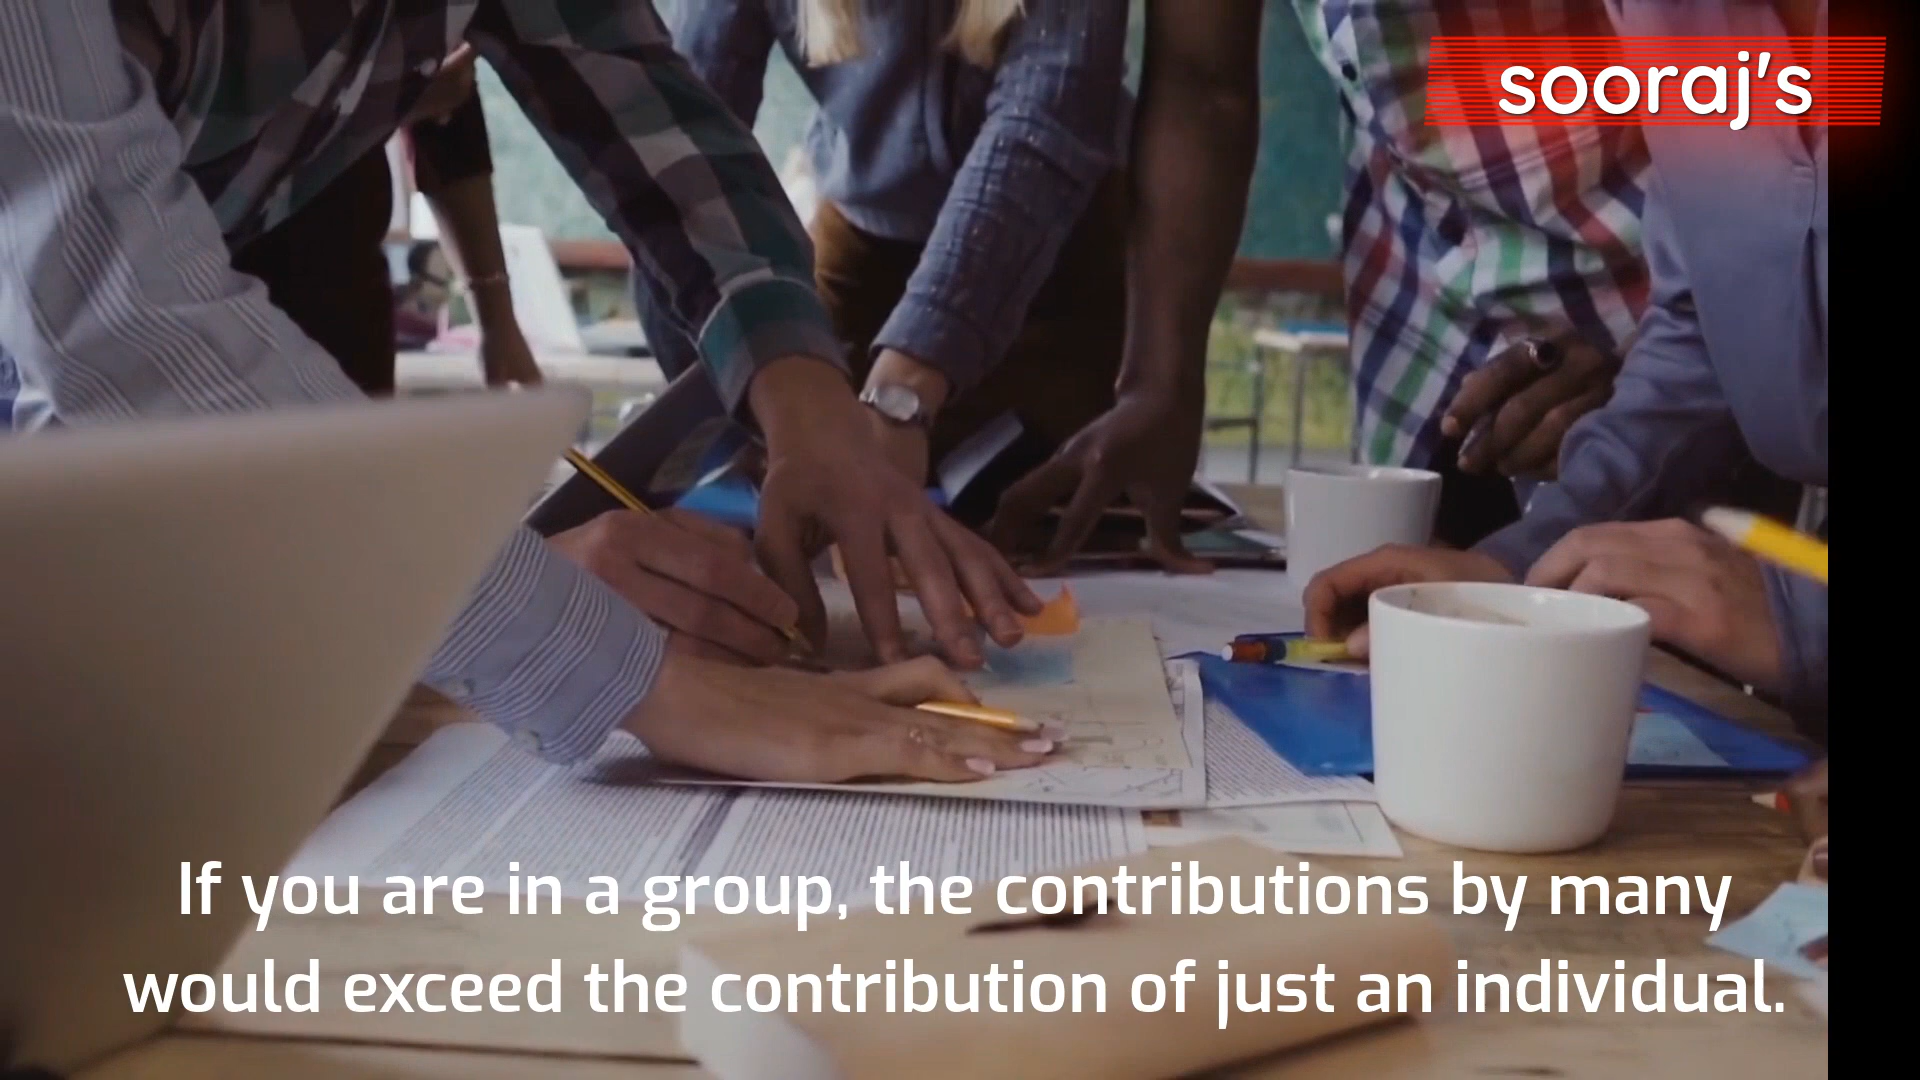 sooraj's
If you are in a group, the contributions by many
would exceed the contribution of just an individual.